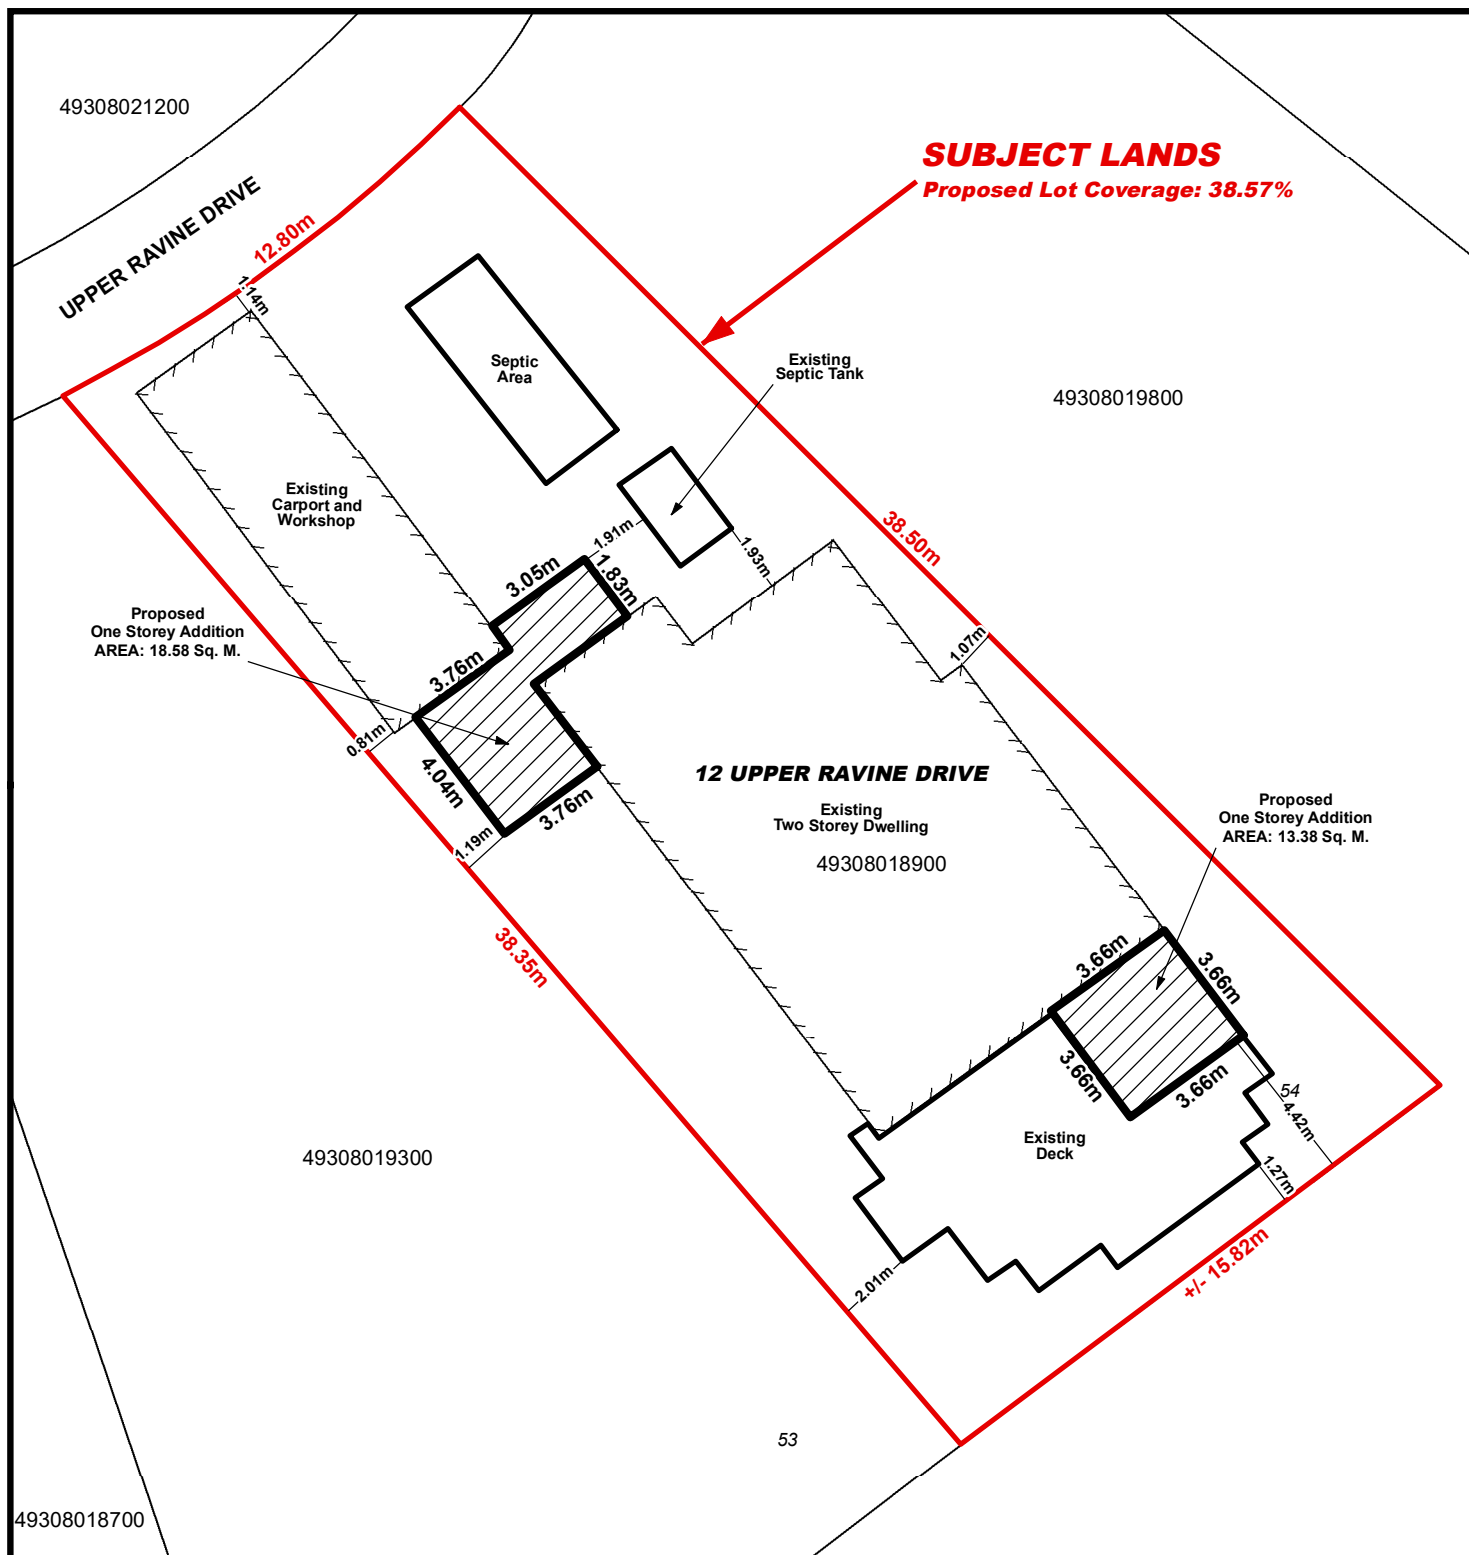 49308021200
SUBJECT LANDS
Proposed Lot Coverage: 38.57%
UPPER RAVINE DRIVE
12.80m
1.14m
Septic
Area
Existing
Septic Tank
49308019800
Existing
Carport and
Workshop
38.50m
1.91m
1.93m
3.05m
1.83m
Proposed
One Storey Addition
AREA: 18.58 Sq. M.
1.07m
3.76m
0.81m
4.04m
3.76m
1.19m
12 UPPER RAVINE DRIVE
Existing
Two Storey Dwelling
49308018900
Proposed
One Storey Addition
AREA: 13.38 Sq. M.
38.35m
3.66m
3.66m
3.66m
3.66m
54
4.42m
Existing
Deck
1.27m
49308019300
2.01m
+/- 15.82m
53
49308018700